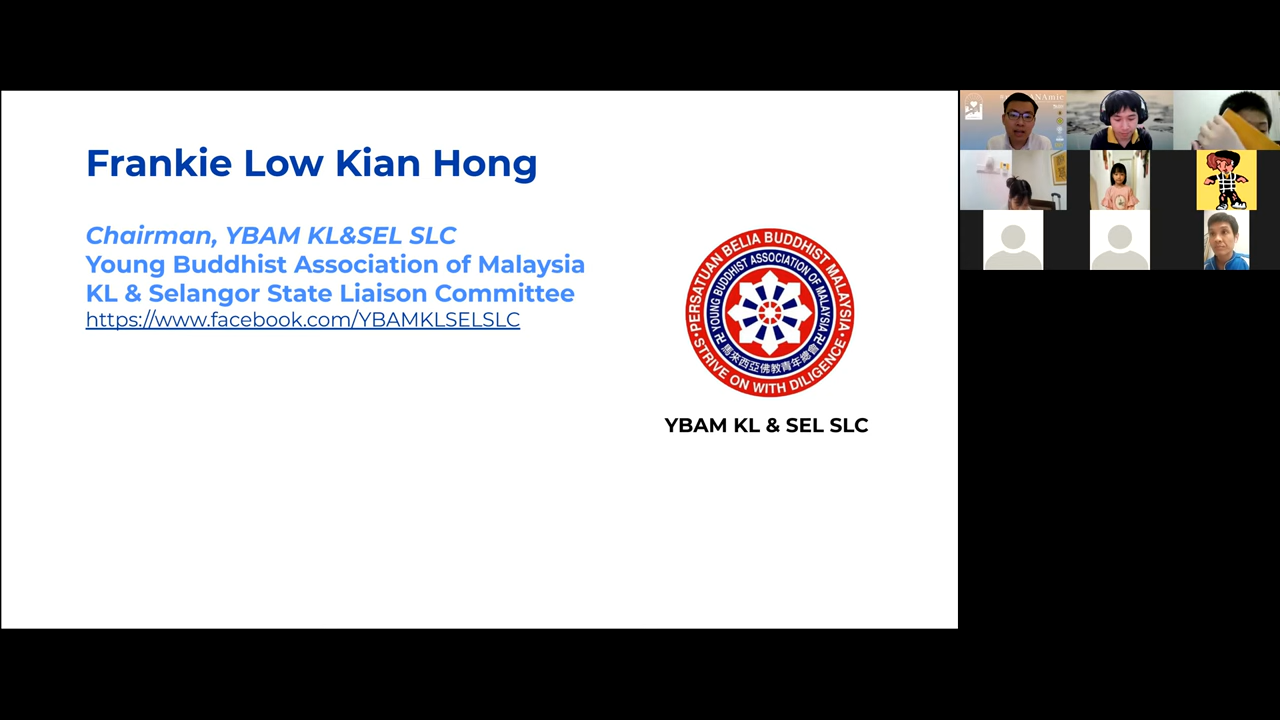 Frankie Low Kian Hong
Chairman, YBAM KL&SEL SLC
Young Buddhist Association of Malaysia
KL & Selangor State Liaison Committee
https://www.facebook.com/YBAMKLSELSLC
PERSATUAN BELIA BUDDHIST MALAYSIA
YOUNG BUDDHIST ASSOCIATION OF MALAYSIA
馬來西亞佛教青年總會
• STRIVE ON WITH DILIGENCE •
YBAM KL & SEL SLC